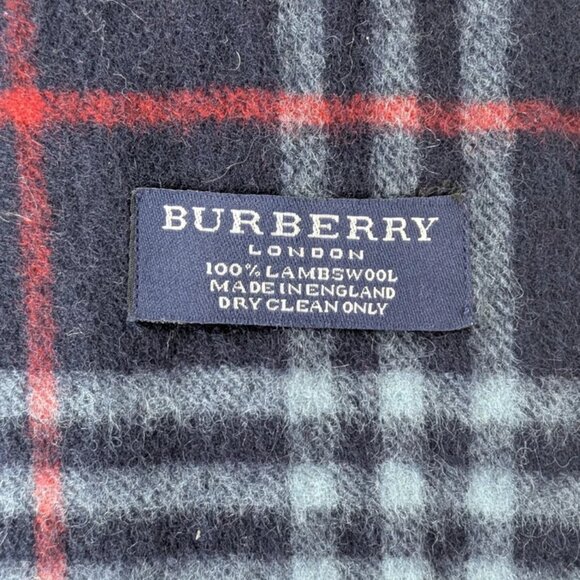 BURBERRY
LONDON
100% LAMBSWOOL
MADE IN ENGLAND
DRY CLEAN ONLY